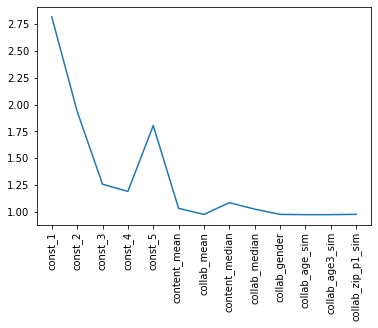 2.75
2.50
2.25
2.00
1.75
1.50
1.25
1.00
const_1
const_2
const_3
const_4
const_5
content_mean
collab_mean
content_median
collab_median
collab_gender
collab_age_sim
collab_age3_sim
collab_zip_p1_sim